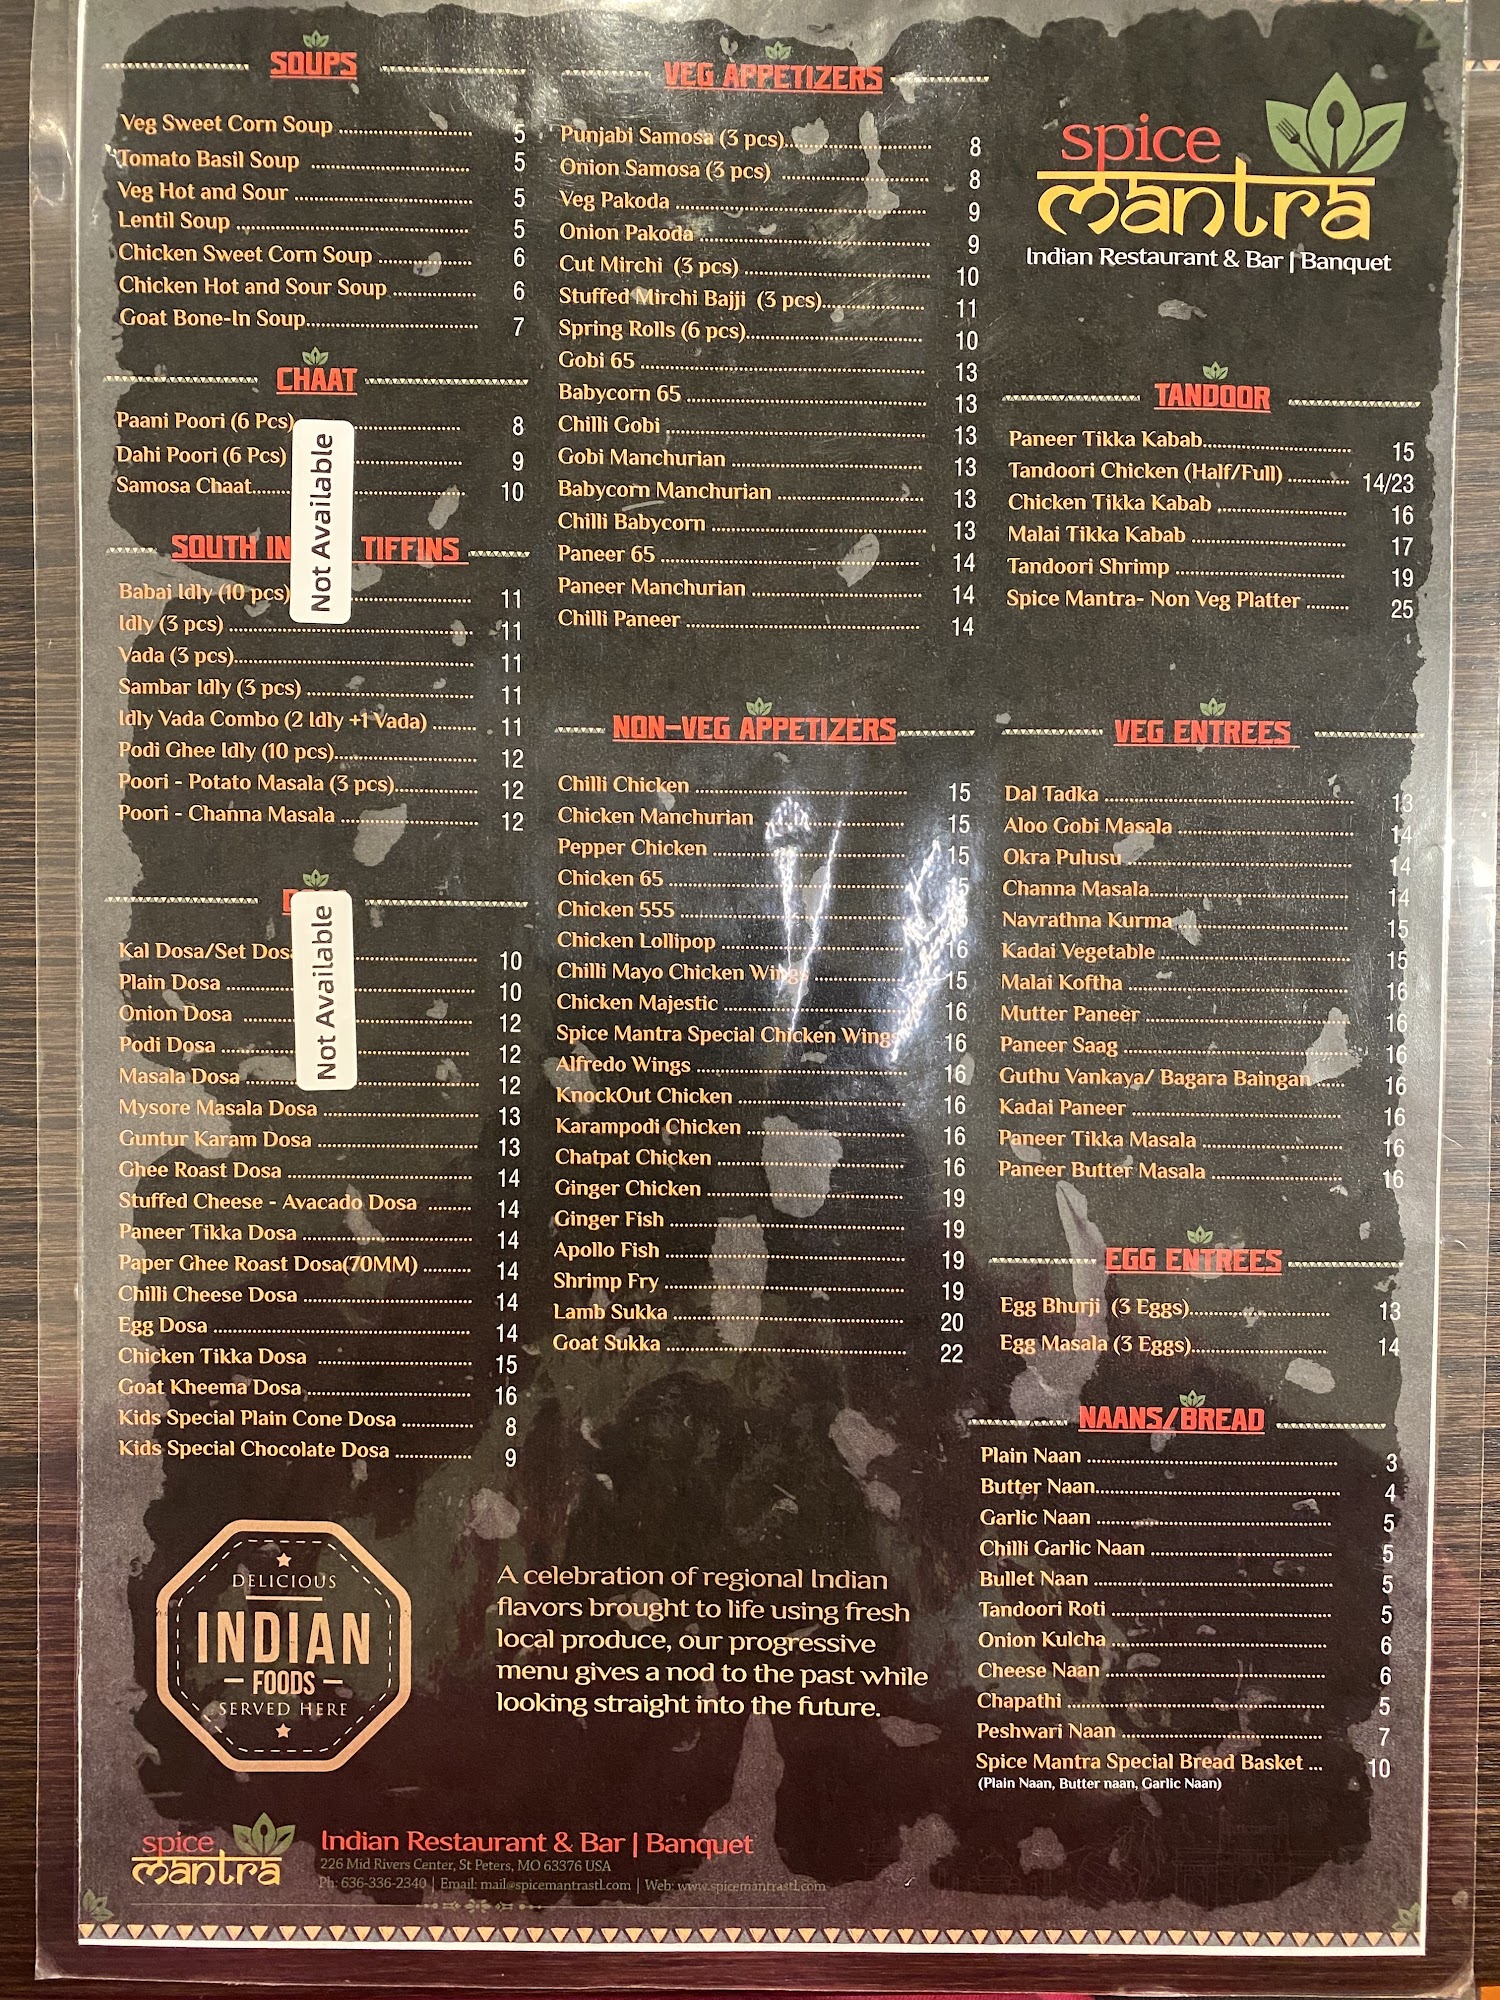 SOUPS
Veg Sweet Corn Soup 5
Tomato Basil Soup 5
Veg Hot and Sour 5
Lentil Soup 5
Chicken Sweet Corn Soup 6
Chicken Hot and Sour Soup 6
Goat Bone-In Soup 7
CHAAT
Paani Poori (6 Pcs) 8
Dahi Poori (6 Pcs) 9
Samosa Chaat 10
Not Available
SOUTH IN TIFFINS
Babai Idly (10 pcs) 11
Idly (3 pcs) 11
Vada (3 pcs) 11
Sambar Idly (3 pcs) 11
Idly Vada Combo (2 Idly +1 Vada) 11
Podi Ghee Idly (10 pcs) 12
Poori - Potato Masala (3 pcs) 12
Poori - Channa Masala 12
Not Available
Kal Dosa/Set Dosa 10
Plain Dosa 10
Onion Dosa 12
Podi Dosa 12
Masala Dosa 12
Mysore Masala Dosa 13
Guntur Karam Dosa 13
Ghee Roast Dosa 14
Stuffed Cheese - Avacado Dosa 14
Paneer Tikka Dosa 14
Paper Ghee Roast Dosa(70MM) 14
Chilli Cheese Dosa 14
Egg Dosa 14
Chicken Tikka Dosa 15
Goat Kheema Dosa 16
Kids Special Plain Cone Dosa 8
Kids Special Chocolate Dosa 9
VEG APPETIZERS
Punjabi Samosa (3 pcs) 8
Onion Samosa (3 pcs) 8
Veg Pakoda 9
Onion Pakoda 9
Cut Mirchi (3 pcs) 10
Stuffed Mirchi Bajji (3 pcs) 11
Spring Rolls (6 pcs) 10
Gobi 65 13
Babycorn 65 13
Chilli Gobi 13
Gobi Manchurian 13
Babycorn Manchurian 13
Chilli Babycorn 13
Paneer 65 14
Paneer Manchurian 14
Chilli Paneer 14
NON-VEG APPETIZERS
Chilli Chicken 15
Chicken Manchurian 15
Pepper Chicken 15
Chicken 65
Chicken 555
Chicken Lollipop 16
Chilli Mayo Chicken Wings 15
Chicken Majestic 16
Spice Mantra Special Chicken Wings 16
Alfredo Wings 16
KnockOut Chicken 16
Karampodi Chicken 16
Chatpat Chicken 16
Ginger Chicken 19
Ginger Fish 19
Apollo Fish 19
Shrimp Fry 19
Lamb Sukka 20
Goat Sukka 22
spice
mantra
Indian Restaurant & Bar | Banquet
TANDOOR
Paneer Tikka Kabab 15
Tandoori Chicken (Half/Full) 14/23
Chicken Tikka Kabab 16
Malai Tikka Kabab 17
Tandoori Shrimp 19
Spice Mantra- Non Veg Platter 25
VEG ENTREES
Dal Tadka 13
Aloo Gobi Masala 14
Okra Pulusu 14
Channa Masala 14
Navrathna Kurma 15
Kadai Vegetable 15
Malai Koftha 16
Mutter Paneer 16
Paneer Saag 16
Guthu Vankaya/ Bagara Baingan 16
Kadai Paneer 16
Paneer Tikka Masala 16
Paneer Butter Masala 16
EGG ENTREES
Egg Bhurji (3 Eggs) 13
Egg Masala (3 Eggs) 14
NAANS/BREAD
Plain Naan 3
Butter Naan 4
Garlic Naan 5
Chilli Garlic Naan 5
Bullet Naan 5
Tandoori Roti 5
Onion Kulcha 6
Cheese Naan 6
Chapathi 5
Peshwari Naan 7
Spice Mantra Special Bread Basket ... 10
(Plain Naan, Butter naan, Garlic Naan)
DELICIOUS
INDIAN
FOODS
SERVED HERE
A celebration of regional Indian
flavors brought to life using fresh
local produce, our progressive
menu gives a nod to the past while
looking straight into the future.
spice
mantra
Indian Restaurant & Bar | Banquet
226 Mid Rivers Center, St Peters, MO 63376 USA
Ph: 636-336-2340 | Email: mail@spicemantrastl.com | Web: www.spicemantrastl.com